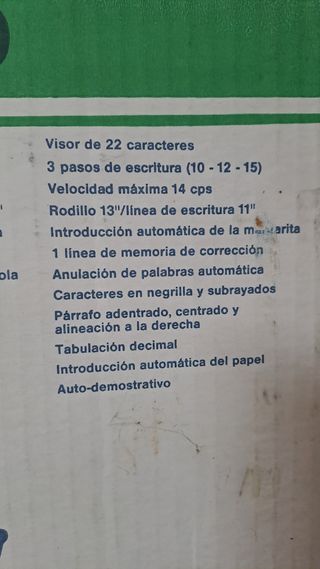 Visor de 22 caracteres
3 pasos de escritura (10 - 12 - 15)
Velocidad máxima 14 cps
Rodillo 13"/línea de escritura 11"
Introducción automática de la margarita
1 línea de memoria de corrección
ola Anulación de palabras automática
Caracteres en negrilla y subrayados
Párrafo adentrado, centrado y
alineación a la derecha
Tabulación decimal
Introducción automática del papel
Auto-demostrativo